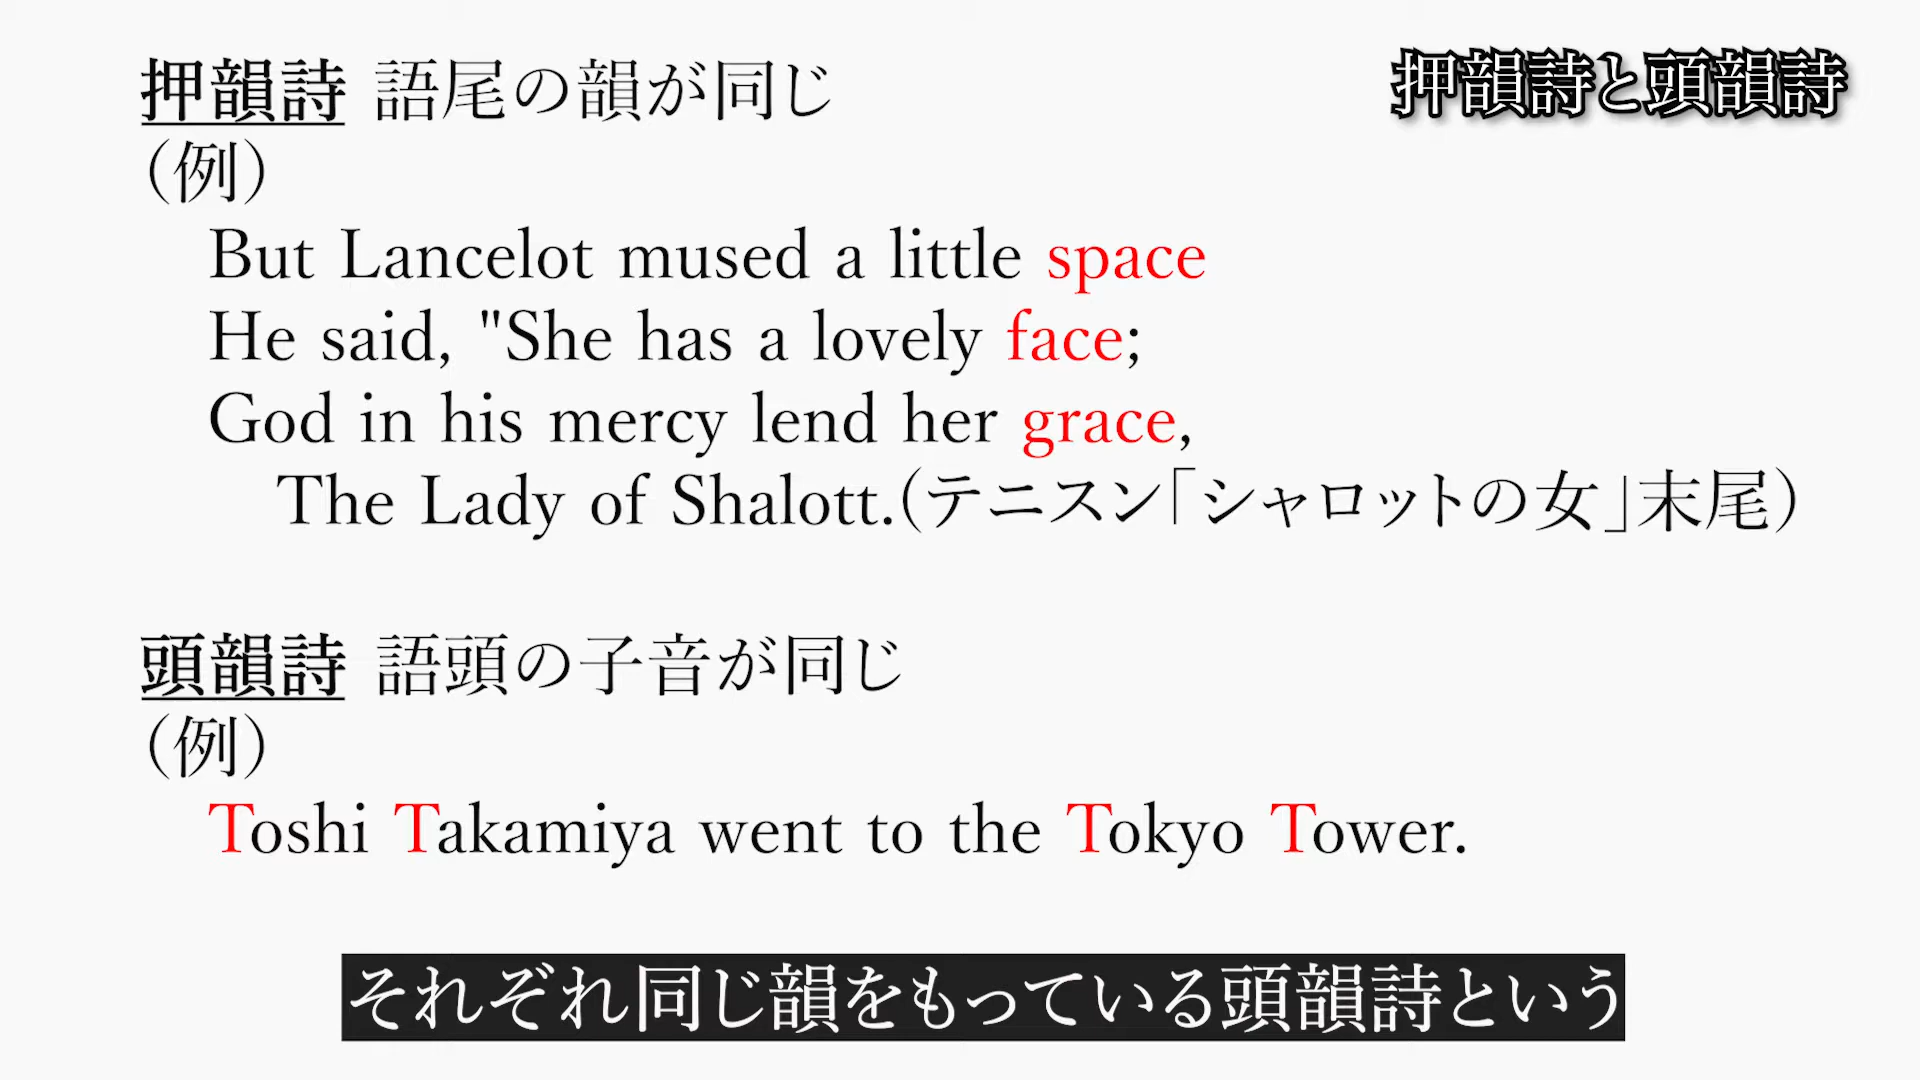 押韻詩と頭韻詩
押韻詩 語尾の韻が同じ
（例）
But Lancelot mused a little space
He said, "She has a lovely face;
God in his mercy lend her grace,
The Lady of Shalott.(テニスン「シャロットの女」末尾）
頭韻詩 語頭の子音が同じ
（例）
Toshi Takamiya went to the Tokyo Tower.
それぞれ同じ韻をもっている頭韻詩という